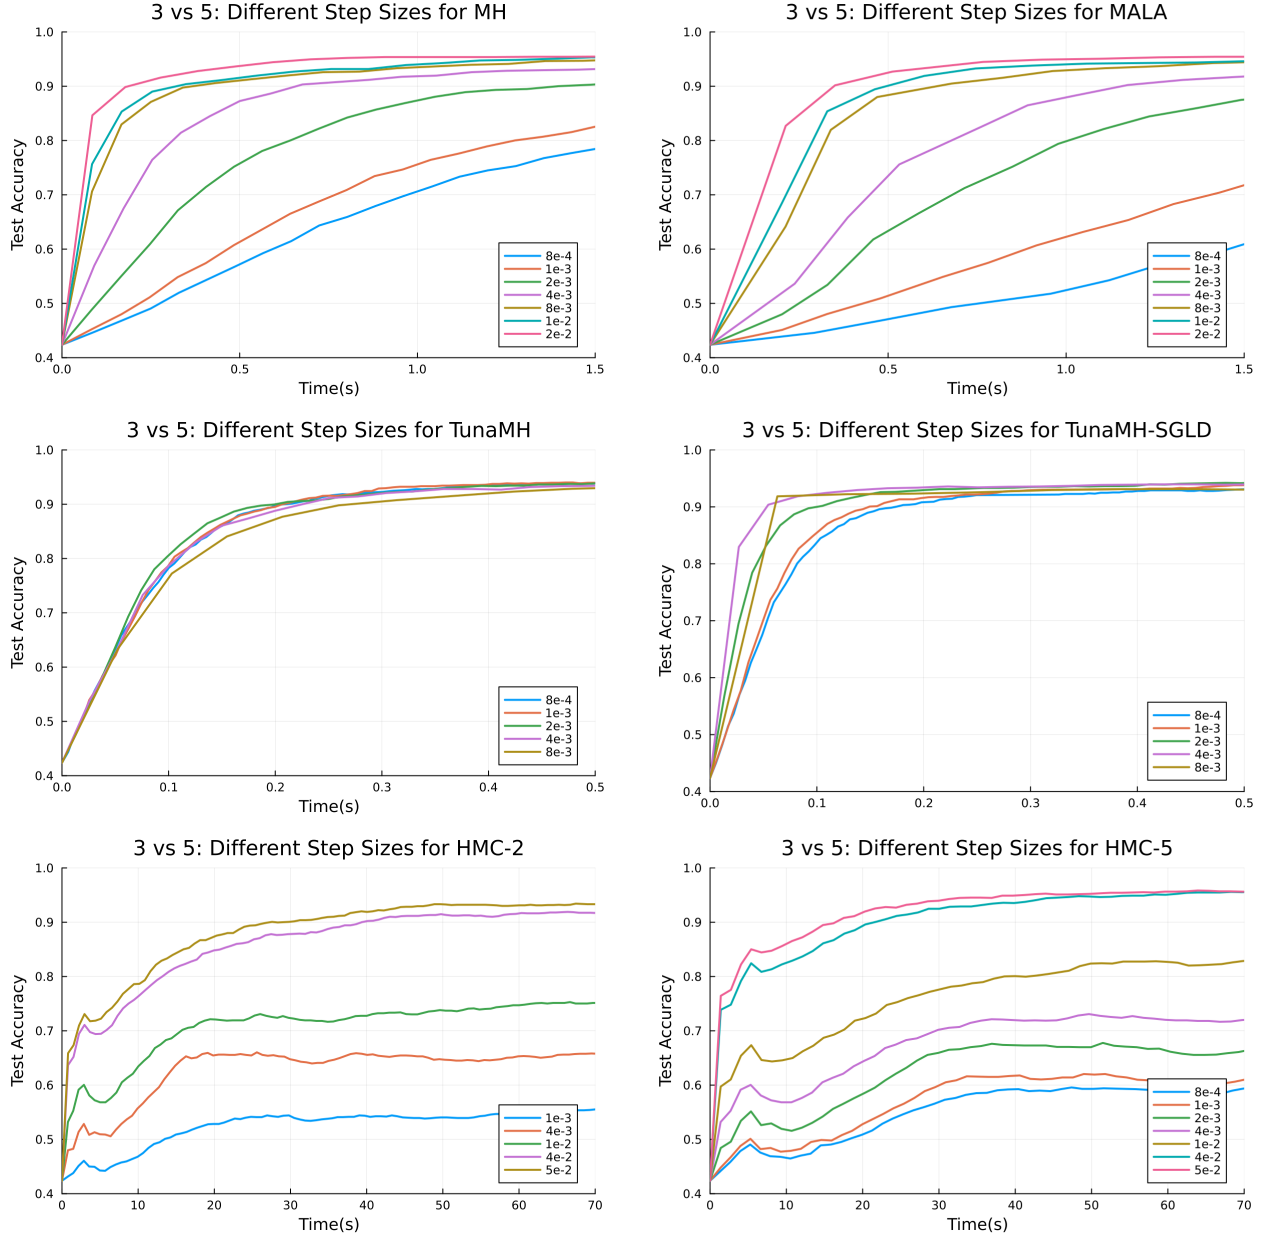 3 vs 5: Different Step Sizes for MH
Test Accuracy
1.0
0.9
0.8
0.7
0.6
0.5
0.4
0.0 0.5 1.0 1.5
Time(s)
8e-4
1e-3
2e-3
4e-3
8e-3
1e-2
2e-2
3 vs 5: Different Step Sizes for MALA
Test Accuracy
1.0
0.9
0.8
0.7
0.6
0.5
0.4
0.0 0.5 1.0 1.5
Time(s)
8e-4
1e-3
2e-3
4e-3
8e-3
1e-2
2e-2
3 vs 5: Different Step Sizes for TunaMH
Test Accuracy
1.0
0.9
0.8
0.7
0.6
0.5
0.4
0.0 0.1 0.2 0.3 0.4 0.5
Time(s)
8e-4
1e-3
2e-3
4e-3
8e-3
3 vs 5: Different Step Sizes for TunaMH-SGLD
Test Accuracy
1.0
0.9
0.8
0.7
0.6
0.5
0.4
0.0 0.1 0.2 0.3 0.4 0.5
8e-4
1e-3
2e-3
4e-3
8e-3
3 vs 5: Different Step Sizes for HMC-2
Test Accuracy
1.0
0.9
0.8
0.7
0.6
0.5
0.4
0 10 20 30 40 50 60 70
Time(s)
1e-3
4e-3
1e-2
4e-2
5e-2
3 vs 5: Different Step Sizes for HMC-5
Test Accuracy
1.0
0.9
0.8
0.7
0.6
0.5
0.4
0 10 20 30 40 50 60 70
Time(s)
8e-4
1e-3
2e-3
4e-3
1e-2
4e-2
5e-2